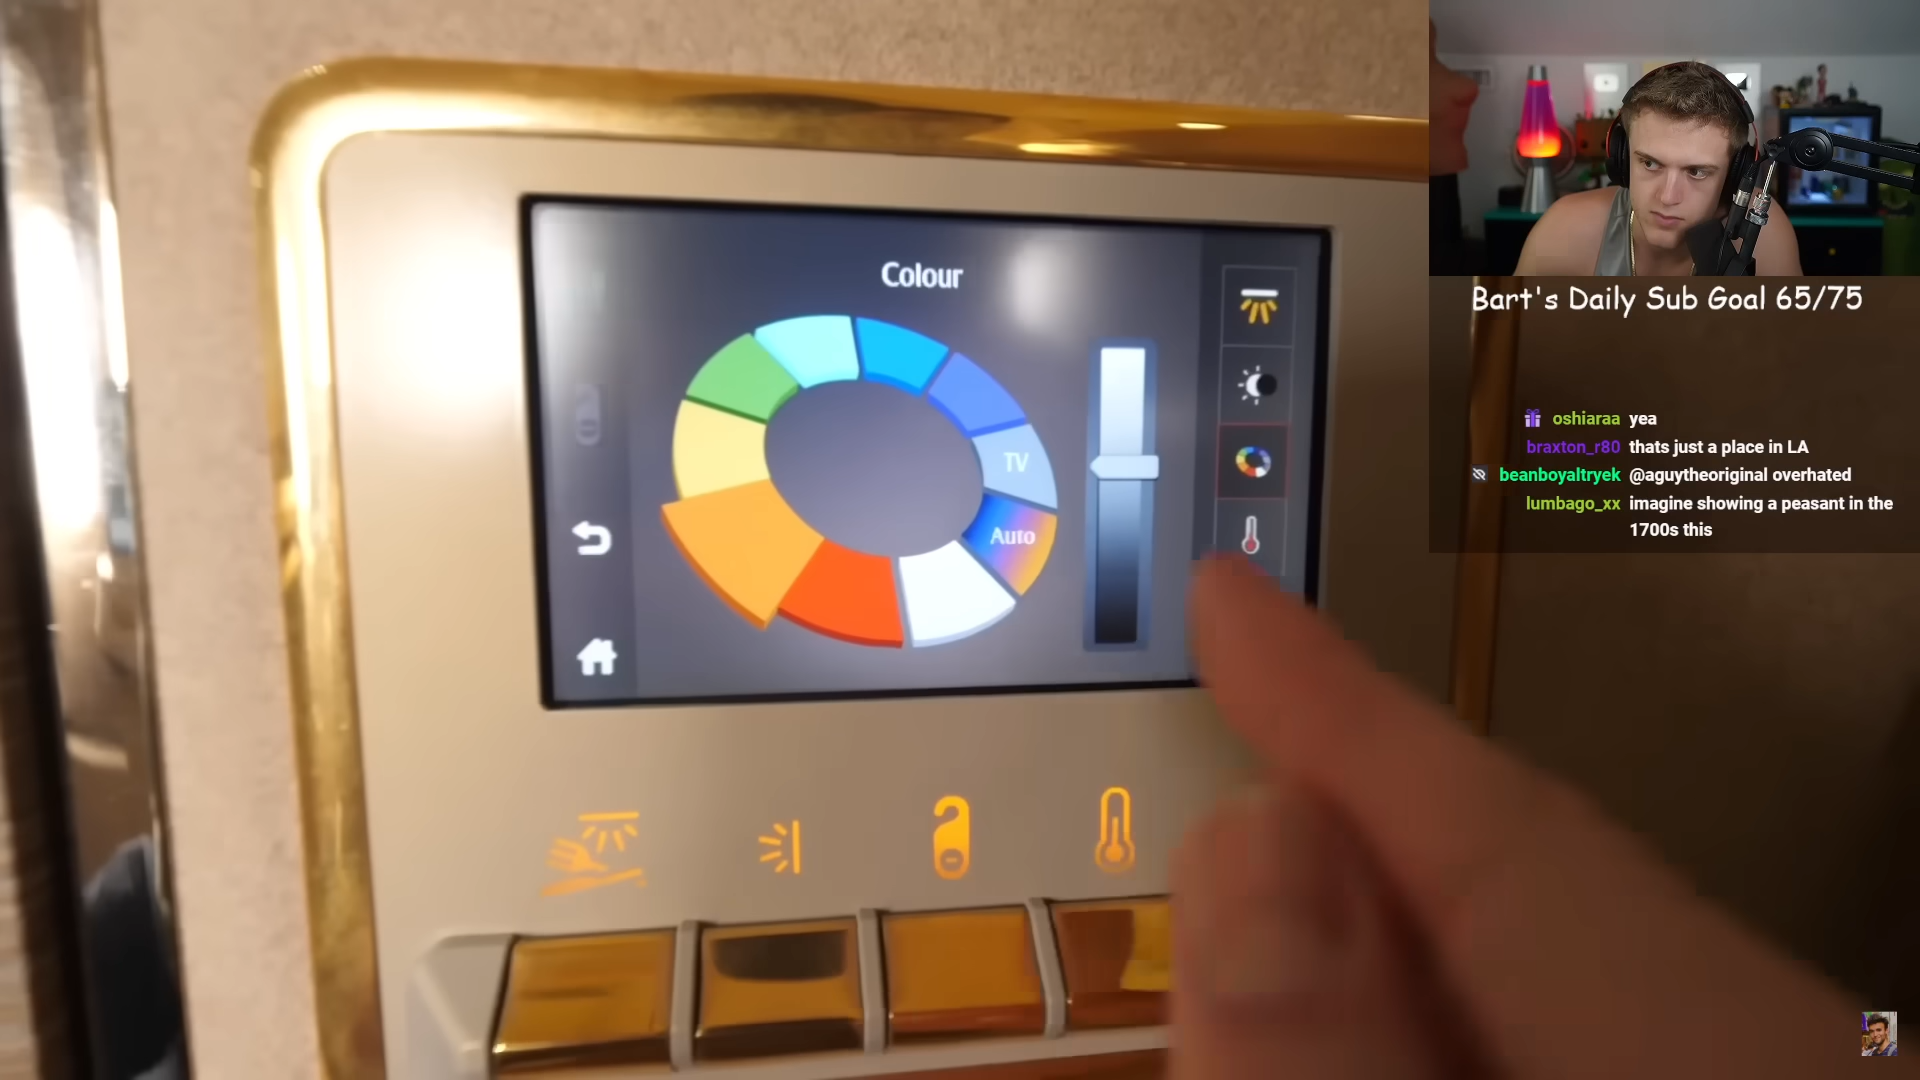 Colour
TV
Auto
Bart's Daily Sub Goal 65/75
oshiaraa yea
braxton_r80 thats just a place in LA
beanboyaltryek @aguytheoriginal overhated
lumbago_xx imagine showing a peasant in the
1700s this